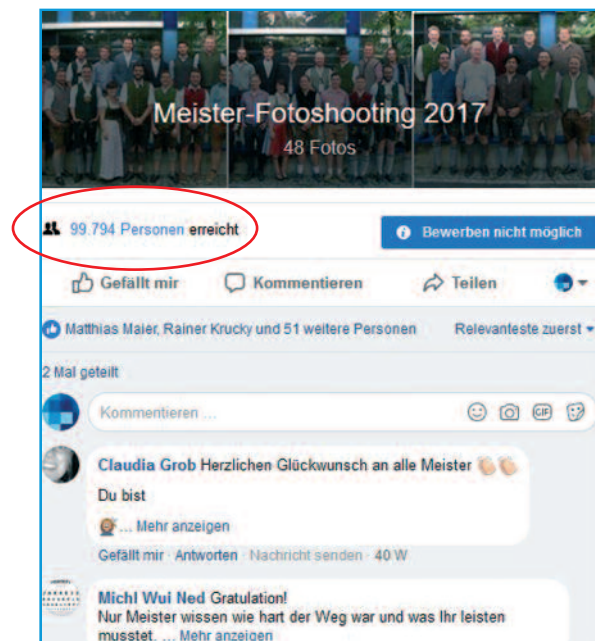 Meister-Fotoshooting 2017
48 Fotos
99.794 Personen erreicht
Bewerben nicht möglich
Gefällt mir Kommentieren Teilen
Matthias Maier, Rainer Krucky und 51 weitere Personen Relevanteste zuerst
2 Mal geteilt
Kommentieren ... GIF
Claudia Grob Herzlichen Glückwunsch an alle Meister 👏🏻👏🏻
Du bist
... Mehr anzeigen
Gefällt mir · Antworten · Nachricht senden · 40 W
Michl Wui Ned Gratulation!
Nur Meister wissen wie hart der Weg war und was Ihr leisten
musstet. ... Mehr anzeigen